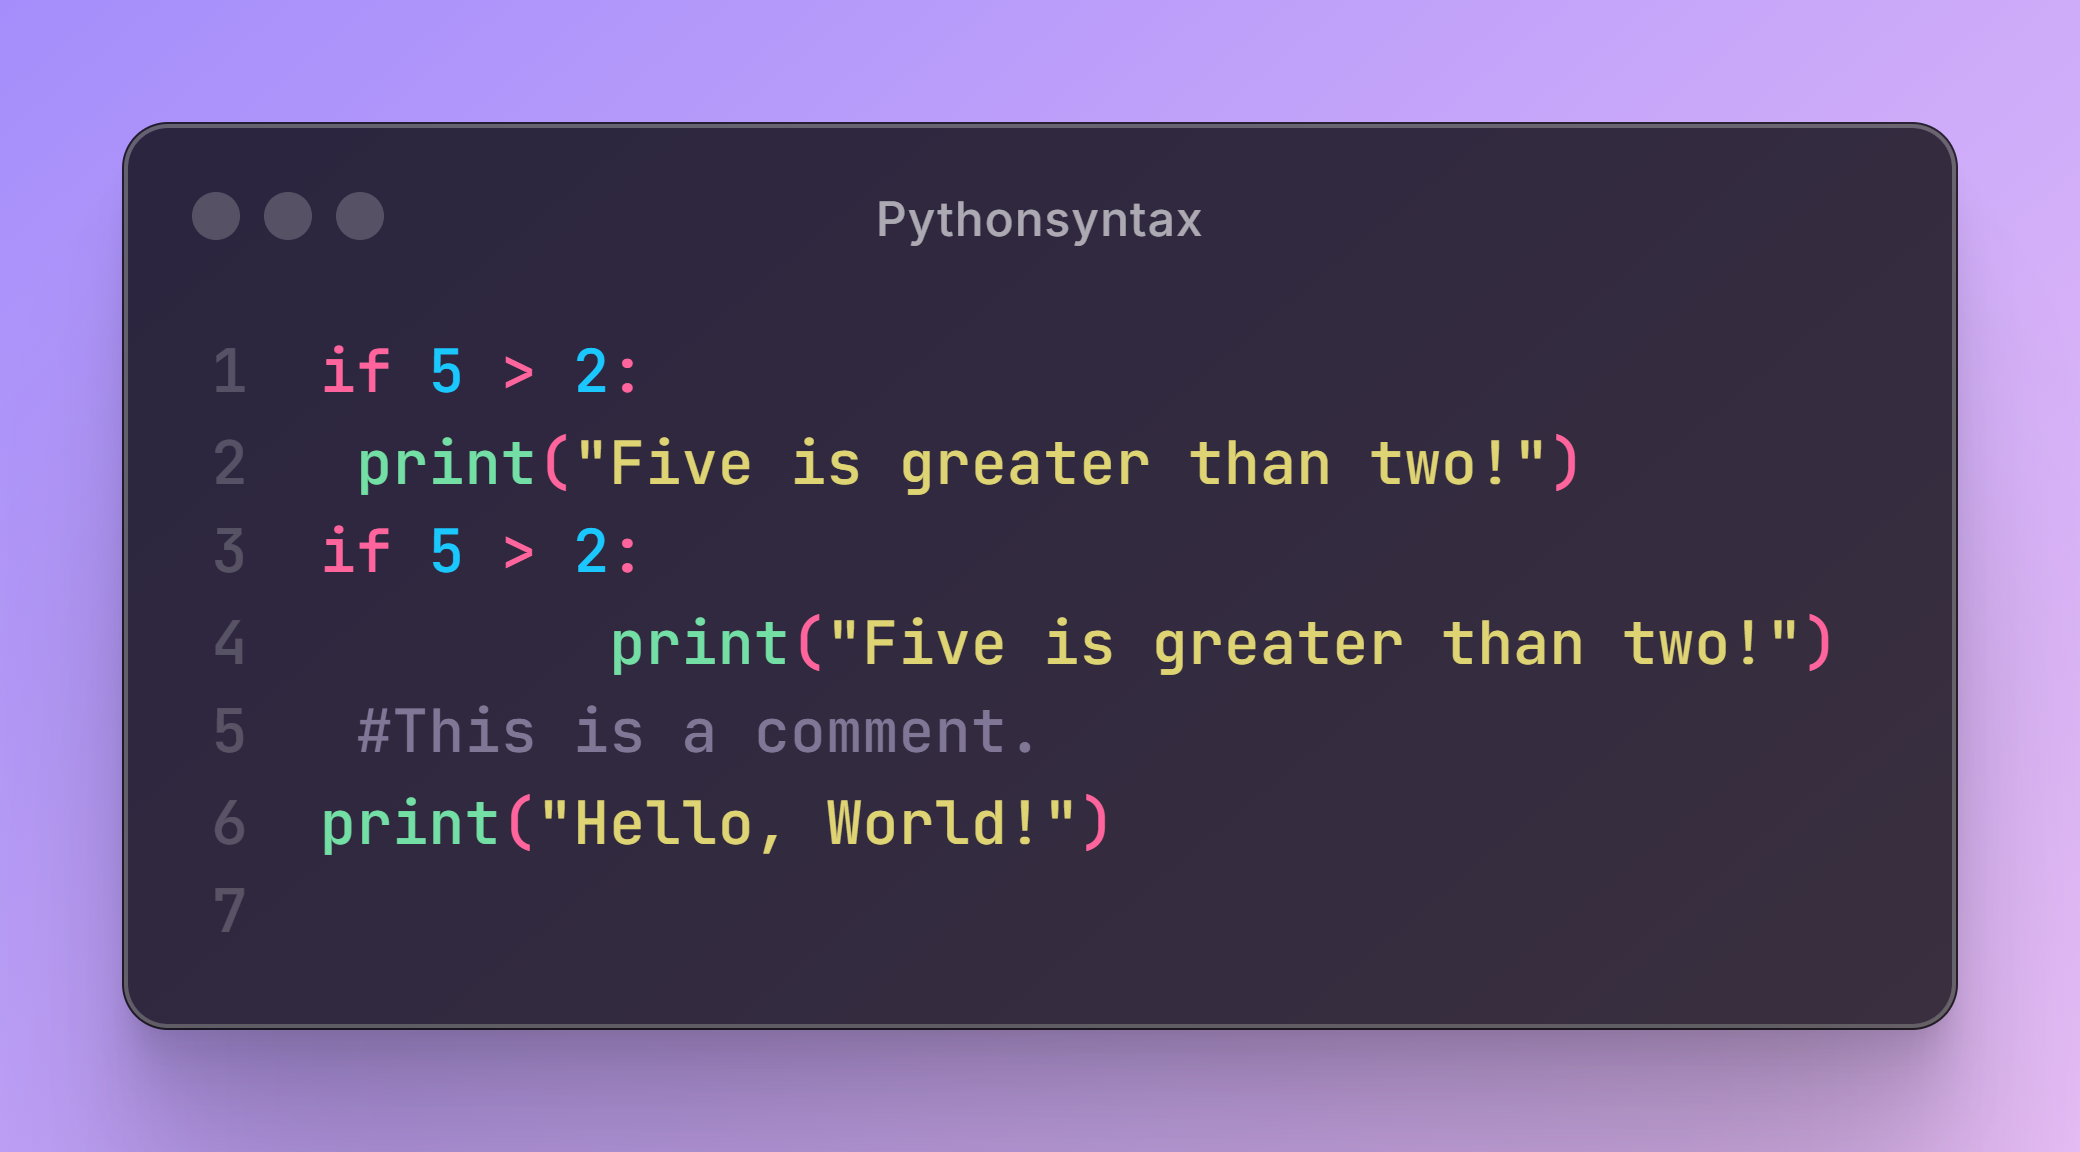 Pythonsyntax
1 if 5 > 2:
2  print("Five is greater than two!")
3 if 5 > 2:
4         print("Five is greater than two!")
5  #This is a comment.
6 print("Hello, World!")
7